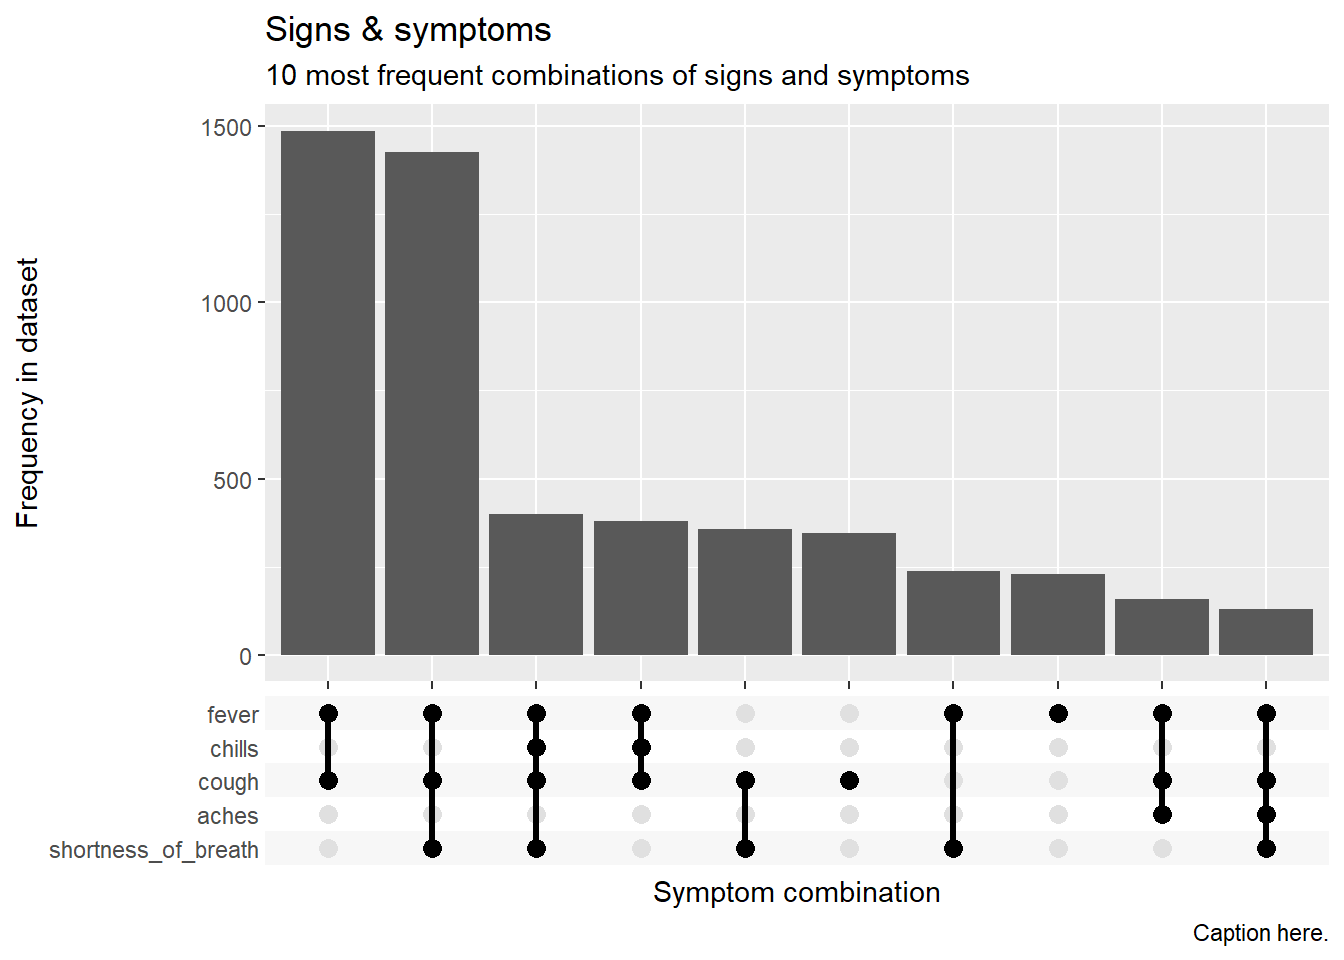 Signs & symptoms
10 most frequent combinations of signs and symptoms
Frequency in dataset
1500
1000
500
0
fever
chills
cough
aches
shortness_of_breath
Symptom combination
Caption here.